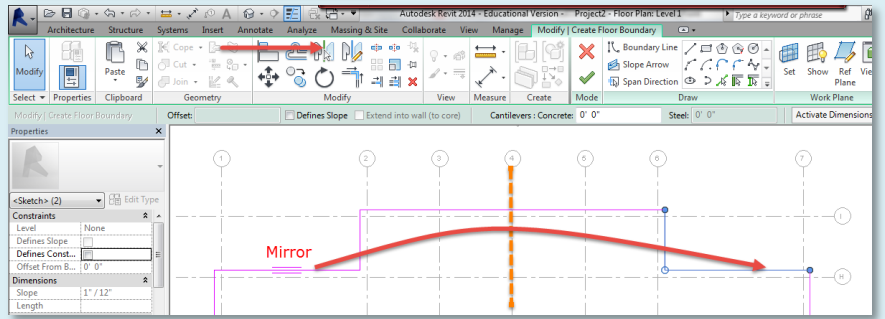 Autodesk Revit 2014 - Educational Version - Project2 - Floor Plan: Level 1
Type a keyword or phrase
Architecture Structure Systems Insert Annotate Analyze Massing & Site Collaborate View Manage Modify | Create Floor Boundary
Modify Paste Cope Cut Join Boundary Line Slope Arrow Span Direction Set Show Ref Plane
Select Properties Clipboard Geometry Modify View Measure Create Mode Draw Work Plane
Modify | Create Floor Boundary Offset: Defines Slope Extend into wall (to core) Cantilevers : Concrete: 0' 0" Steel: 0' 0" Activate Dimensions
Properties
<Sketch> (2) Edit Type
Constraints
Level None
Defines Slope
Defines Const...
Offset From B... 0' 0"
Dimensions
Slope 1" / 12"
Length
1 2 3 4 5 6 7
I
Mirror
H